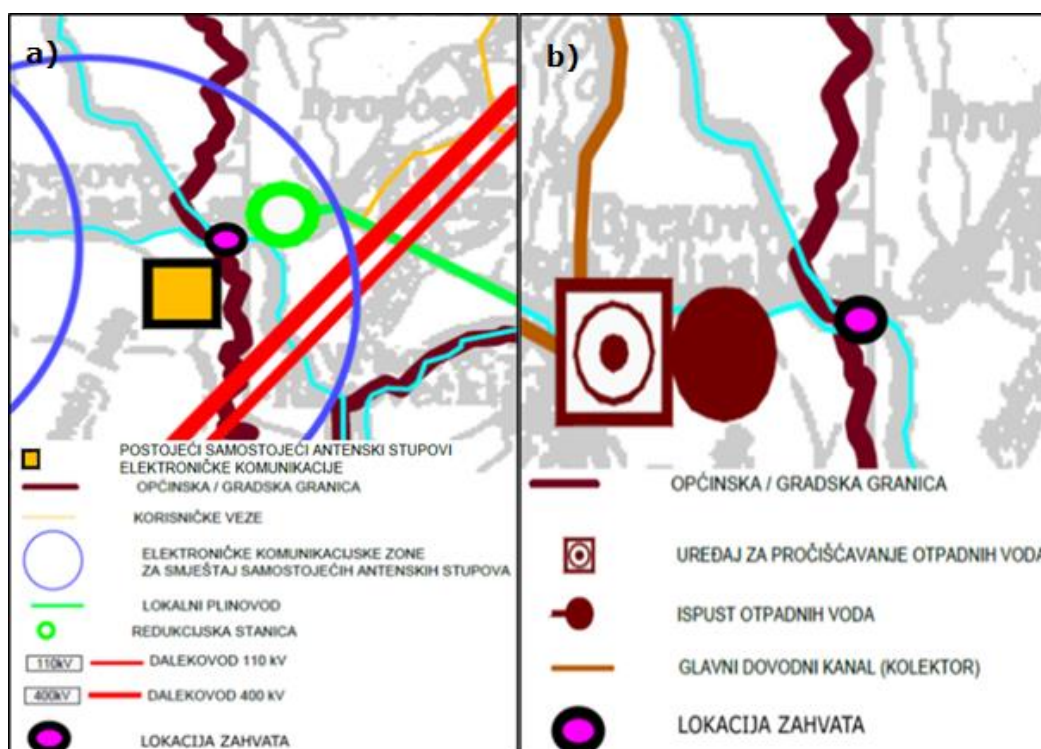 a)
POSTOJEĆI SAMOSTOJEĆI ANTENSKI STUPOVI
ELEKTRONIČKE KOMUNIKACIJE
OPĆINSKA / GRADSKA GRANICA
KORISNIČKE VEZE
ELEKTRONIČKE KOMUNIKACIJSKE ZONE
ZA SMJEŠTAJ SAMOSTOJEĆIH ANTENSKIH STUPOVA
LOKALNI PLINOVOD
REDUKCIJSKA STANICA
110kV DALEKOVOD 110 kV
400kV DALEKOVOD 400 kV
LOKACIJA ZAHVATA
b)
OPĆINSKA / GRADSKA GRANICA
UREĐAJ ZA PROČIŠĆAVANJE OTPADNIH VODA
ISPUST OTPADNIH VODA
GLAVNI DOVODNI KANAL (KOLEKTOR)
LOKACIJA ZAHVATA